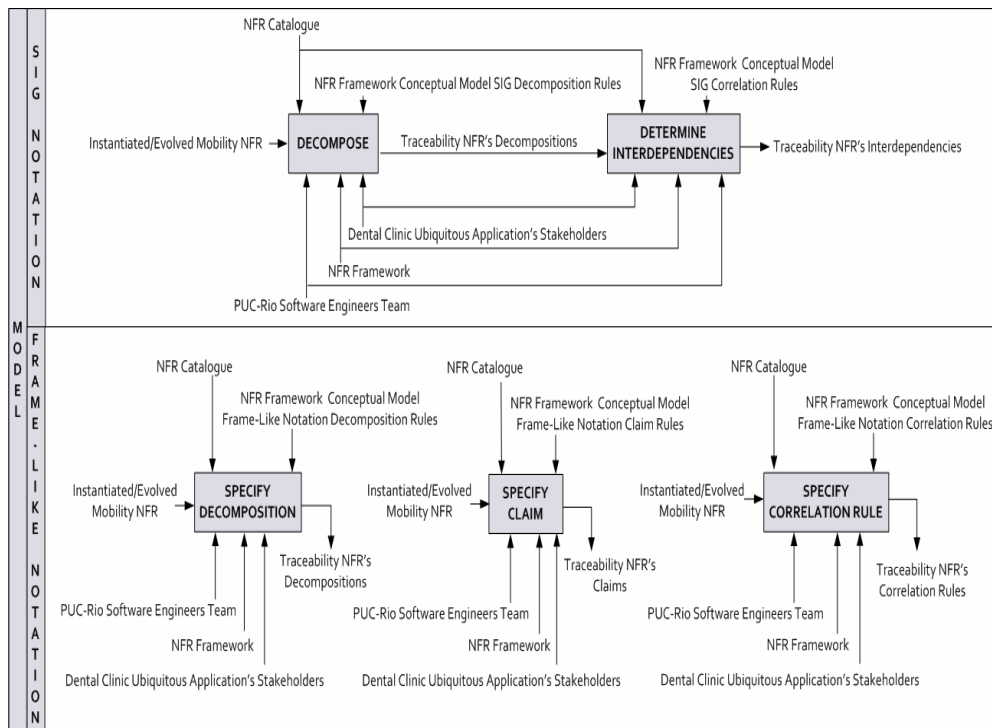 MODEL
SIG NOTATION
NFR Catalogue
NFR Framework Conceptual Model SIG Decomposition Rules
NFR Framework Conceptual Model
SIG Correlation Rules
Instantiated/Evolved Mobility NFR
DECOMPOSE
Traceability NFR's Decompositions
DETERMINE
INTERDEPENDENCIES
Traceability NFR's Interdependencies
Dental Clinic Ubiquitous Application's Stakeholders
NFR Framework
PUC-Rio Software Engineers Team
FRAME-LIKE NOTATION
NFR Catalogue
NFR Framework Conceptual Model
Frame-Like Notation Decomposition Rules
Instantiated/Evolved
Mobility NFR
SPECIFY
DECOMPOSITION
Traceability NFR's
Decompositions
PUC-Rio Software Engineers Team
NFR Framework
Dental Clinic Ubiquitous Application's Stakeholders
NFR Catalogue
NFR Framework Conceptual Model
Frame-Like Notation Claim Rules
Instantiated/Evolved
Mobility NFR
SPECIFY
CLAIM
Traceability NFR's
Claims
PUC-Rio Software Engineers Team
NFR Framework
Dental Clinic Ubiquitous Application's Stakeholders
NFR Catalogue
NFR Framework Conceptual Model
Frame-Like Notation Correlation Rules
Instantiated/Evolved
Mobility NFR
SPECIFY
CORRELATION RULE
Traceability NFR's
Correlation Rules
PUC-Rio Software Engineers Team
NFR Framework
Dental Clinic Ubiquitous Application's Stakeholders